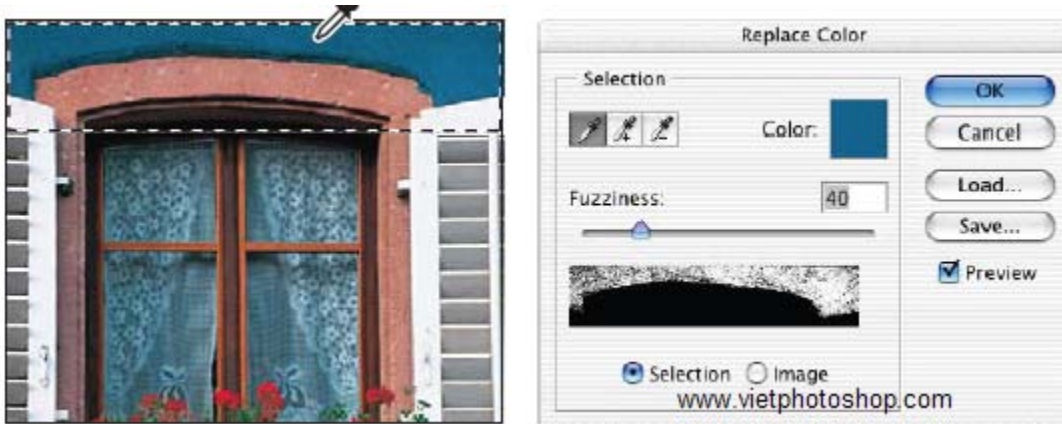 Replace Color
Selection
OK
Color:
Cancel
Fuzziness:
40
Load...
Save...
Preview
Selection
Image
www.vietphotoshop.com